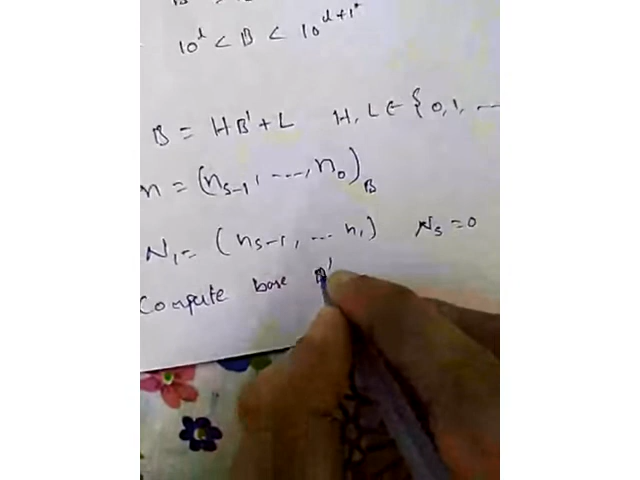 10^d < B < 10^{d+1}
B = HB' + L H, L ∈ {0, 1, ...
n = (n_{s-1}, ..., n_0)_B
N_1 = (n_{s-1}, ... n_1) N_s = 0
Compute base B'